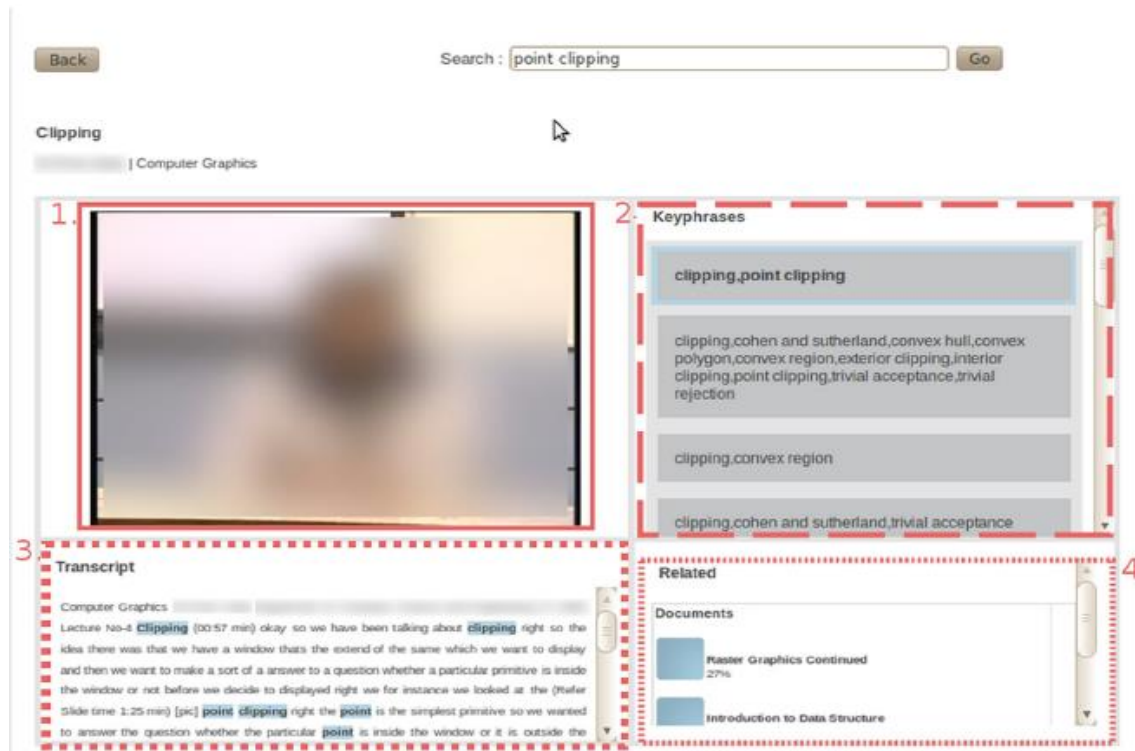 Back
Search : point clipping
Go
Clipping
| Computer Graphics
1.
2.
Keyphrases
clipping,point clipping
clipping,cohen and sutherland,convex hull,convex
polygon,convex region,exterior clipping,interior
clipping,point clipping,trivial acceptance,trivial
rejection
clipping,convex region
clipping,cohen and sutherland,trivial acceptance
3.
Transcript
Computer Graphics
Lecture No-4 Clipping (00:57 min) okay so we have been talking about clipping right so the
idea there was that we have a window thats the extend of the same which we want to display
and then we want to make a sort of a answer to a question whether a particular primitive is inside
the window or not before we decide to displayed right we for instance we looked at the (Refer
Slide time 1:25 min) [pic] point clipping right the point is the simplest primitive so we wanted
to answer the question whether the particular point is inside the window or it is outside the
4
Related
Documents
Raster Graphics Continued
27%
Introduction to Data Structure